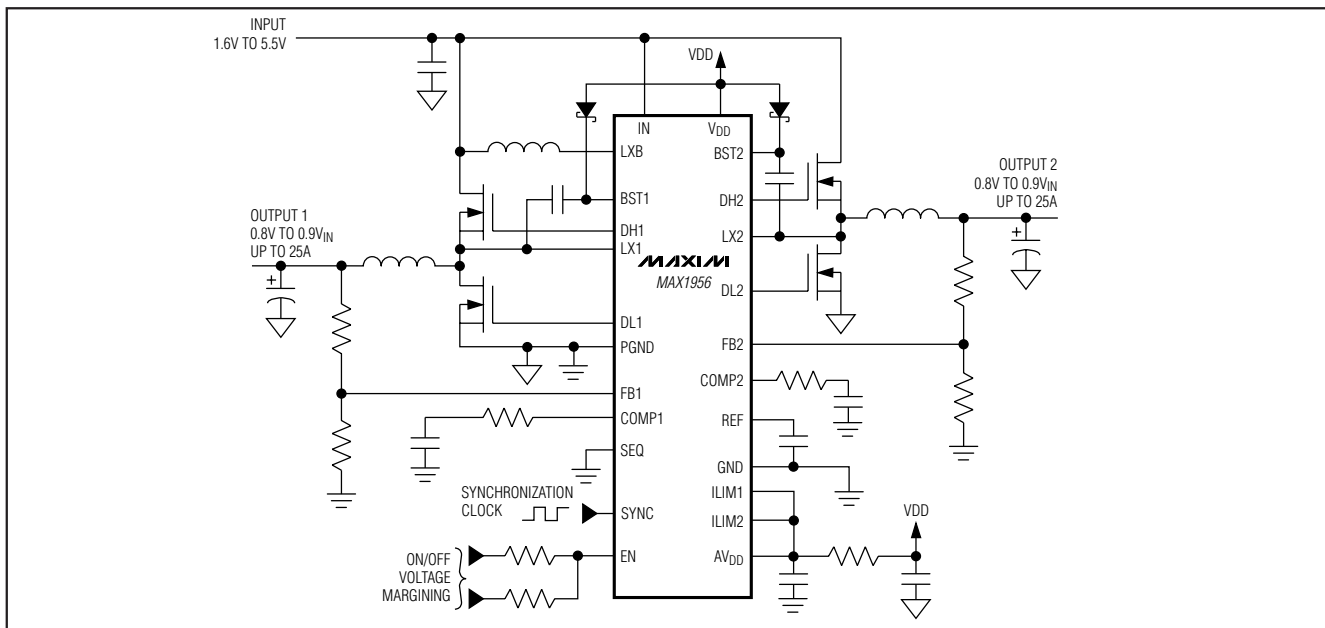 INPUT
1.6V TO 5.5V
VDD
IN
VDD
LXB
BST2
OUTPUT 2
0.8V TO 0.9VIN
UP TO 25A
BST1
DH2
OUTPUT 1
0.8V TO 0.9VIN
UP TO 25A
DH1
LX1
LX2
MAXIM
MAX1956
DL2
DL1
PGND
FB2
FB1
COMP2
COMP1
REF
SEQ
GND
ILIM1
SYNCHRONIZATION
CLOCK
SYNC
ILIM2
VDD
ON/OFF
VOLTAGE
MARGINING
EN
AVDD
+
+